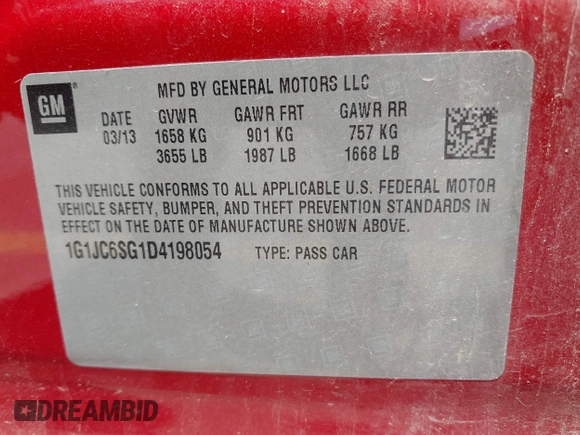 GM ®
MFD BY GENERAL MOTORS LLC
DATE GVWR GAWR FRT GAWR RR
03/13 1658 KG 901 KG 757 KG
3655 LB 1987 LB 1668 LB
THIS VEHICLE CONFORMS TO ALL APPLICABLE U.S. FEDERAL MOTOR
VEHICLE SAFETY, BUMPER, AND THEFT PREVENTION STANDARDS IN
EFFECT ON THE DATE OF MANUFACTURE SHOWN ABOVE.
1G1JC6SG1D4198054 TYPE: PASS CAR
DREAMBID